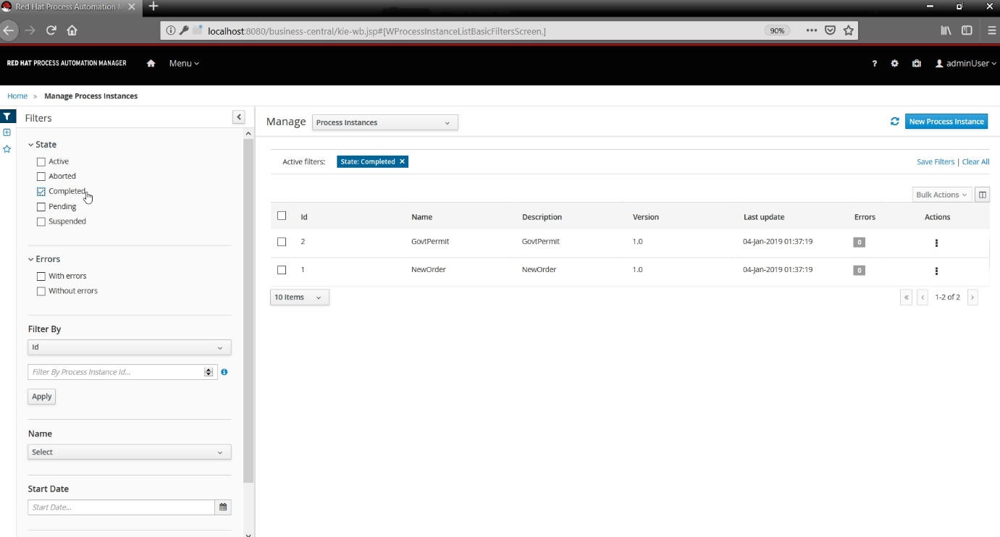 Red Hat Process Automation M
localhost:8080/business-central/kie-wb.jsp#[WProcessInstanceListBasicFiltersScreen,]
90%
RED HAT PROCESS AUTOMATION MANAGER
Menu
?
adminUser
Home » Manage Process Instances
Filters
State
Active
Aborted
Completed
Pending
Suspended
Errors
With errors
Without errors
Filter By
Id
Filter By Process Instance Id...
Apply
Name
Select
Start Date
Start Date...
Manage Process Instances
New Process Instance
Active filters: State: Completed ×
Save Filters | Clear All
Bulk Actions
Id Name Description Version Last update Errors Actions
2 GovtPermit GovtPermit 1.0 04-Jan-2019 01:37:19 0
1 NewOrder NewOrder 1.0 04-Jan-2019 01:37:19 0
10 Items
« ‹ 1-2 of 2 ›